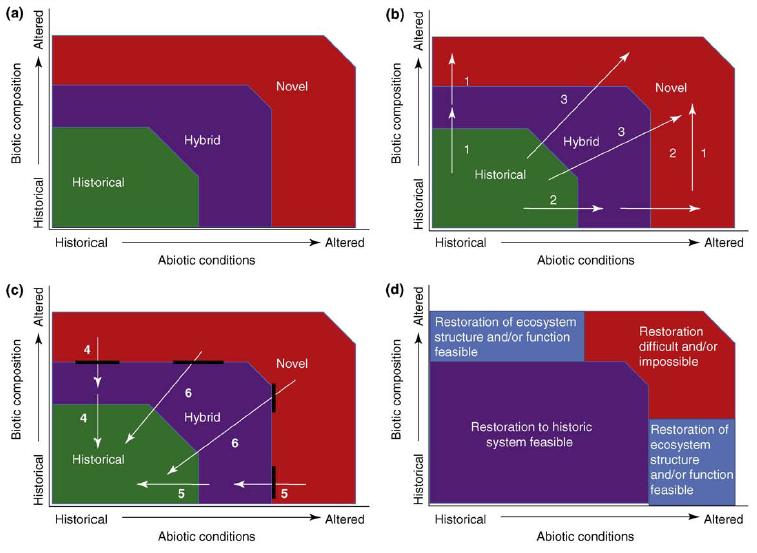 (a)
Altered
Biotic composition
Historical
Novel
Hybrid
Historical
Historical
Altered
Abiotic conditions
(b)
Altered
Biotic composition
Historical
1
3
Novel
1
Hybrid
3
2
1
Historical
2
Historical
Altered
Abiotic conditions
(c)
Altered
Biotic composition
Historical
4
Novel
6
4
Hybrid
6
Historical
5
5
Historical
Altered
Abiotic conditions
(d)
Altered
Biotic composition
Historical
Restoration of ecosystem
structure and/or function
feasible
Restoration
difficult and/or
impossible
Restoration to historic
system feasible
Restoration of
ecosystem
structure
and/or function
feasible
Historical
Altered
Abiotic conditions